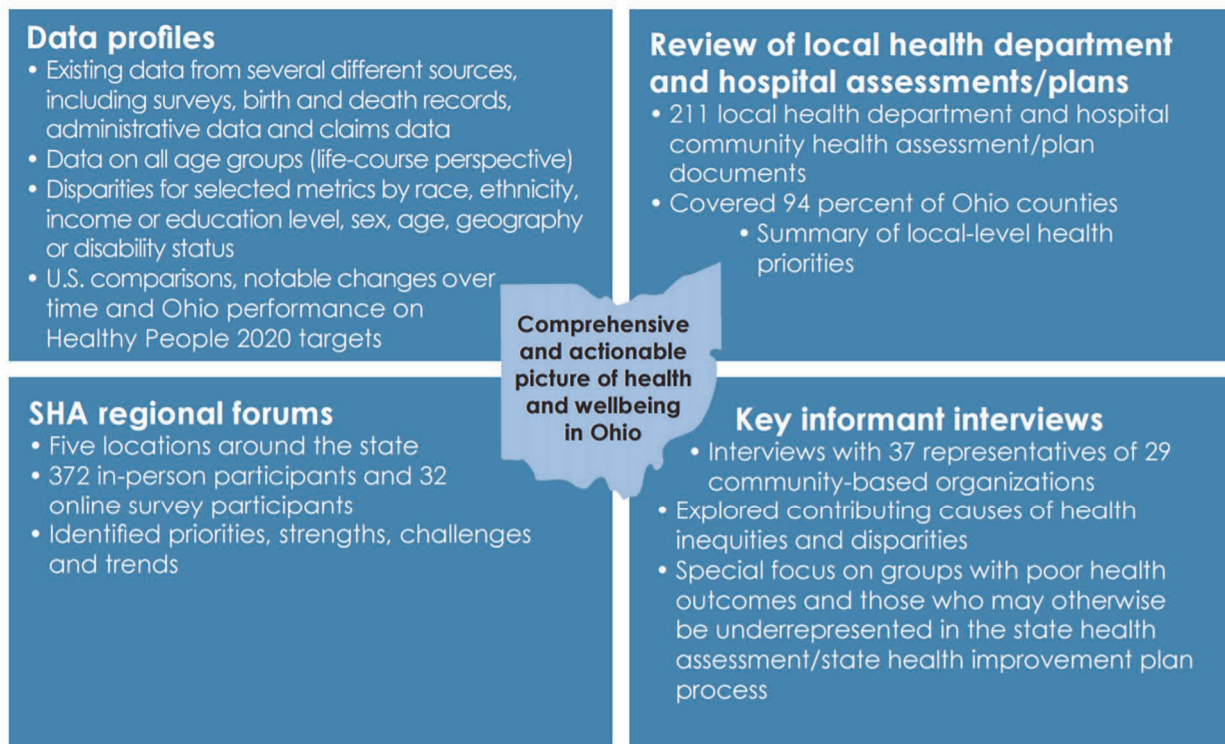 Data profiles
• Existing data from several different sources,
including surveys, birth and death records,
administrative data and claims data
• Data on all age groups (life-course perspective)
• Disparities for selected metrics by race, ethnicity,
income or education level, sex, age, geography
or disability status
• U.S. comparisons, notable changes over
time and Ohio performance on
Healthy People 2020 targets
Review of local health department
and hospital assessments/plans
• 211 local health department and hospital
community health assessment/plan
documents
• Covered 94 percent of Ohio counties
• Summary of local-level health
priorities
Comprehensive
and actionable
picture of health
and wellbeing
in Ohio
SHA regional forums
• Five locations around the state
• 372 in-person participants and 32
online survey participants
• Identified priorities, strengths, challenges
and trends
Key informant interviews
• Interviews with 37 representatives of 29
community-based organizations
• Explored contributing causes of health
inequities and disparities
• Special focus on groups with poor health
outcomes and those who may otherwise
be underrepresented in the state health
assessment/state health improvement plan
process